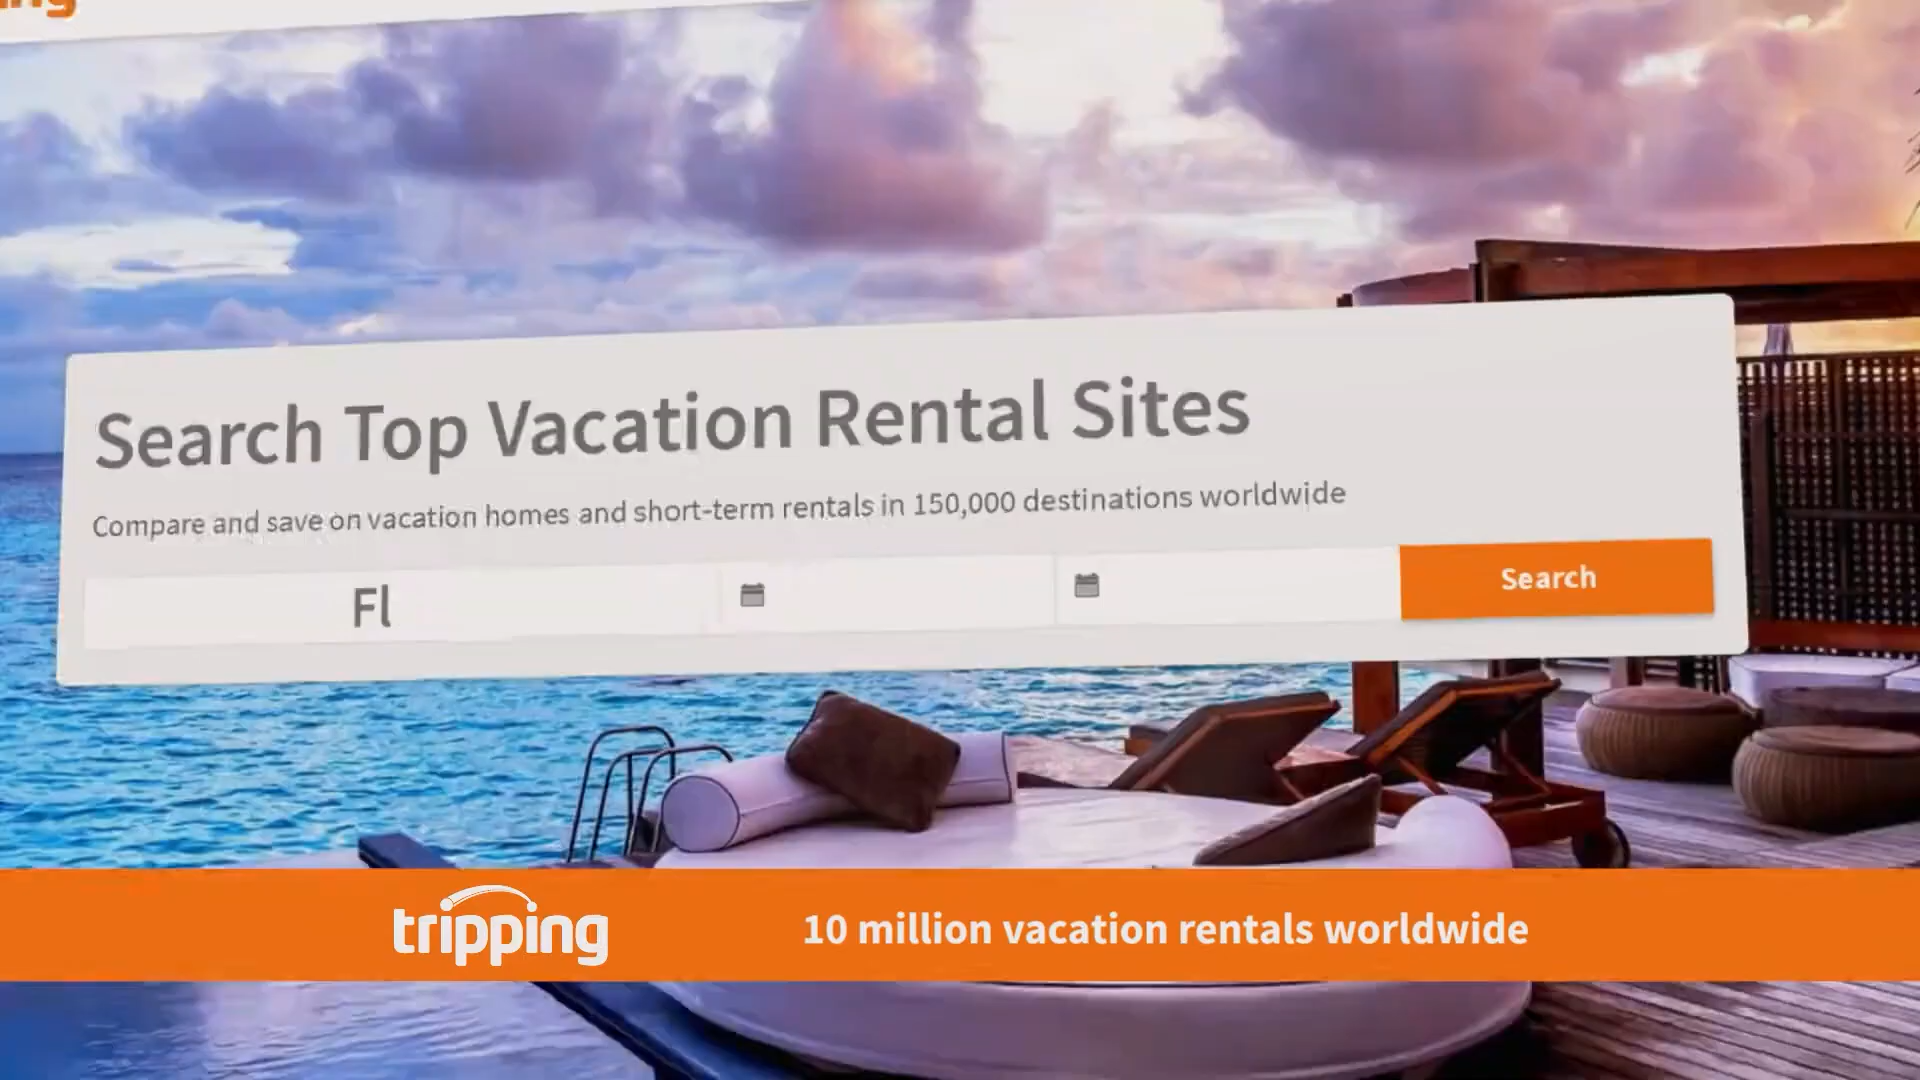 Search Top Vacation Rental Sites
Compare and save on vacation homes and short-term rentals in 150,000 destinations worldwide
Fl
Search
tripping
10 million vacation rentals worldwide